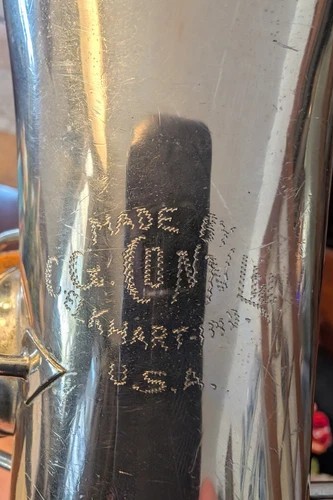 MADE BY
C.G. CONN LTD
ELKHART-IND.
U.S.A.